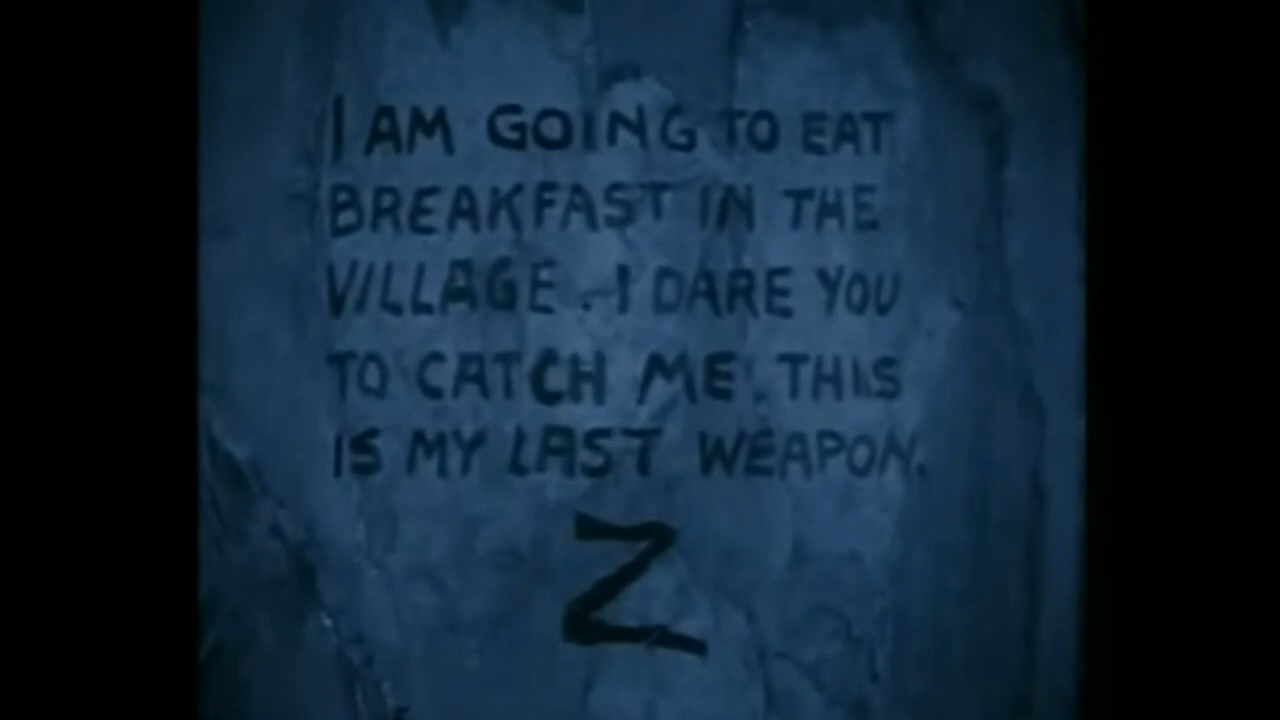 I AM GOING TO EAT
BREAKFAST IN THE
VILLAGE. I DARE YOU
TO CATCH ME. THIS
IS MY LAST WEAPON.
Z